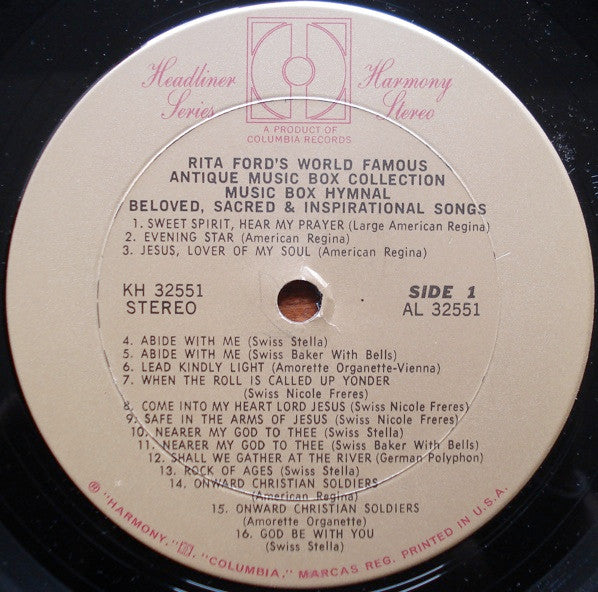 Headliner Series
Harmony Stereo
A PRODUCT OF
COLUMBIA RECORDS
RITA FORD'S WORLD FAMOUS
ANTIQUE MUSIC BOX COLLECTION
MUSIC BOX HYMNAL
BELOVED, SACRED & INSPIRATIONAL SONGS
1. SWEET SPIRIT, HEAR MY PRAYER (Large American Regina)
2. EVENING STAR (American Regina)
3. JESUS, LOVER OF MY SOUL (American Regina)
KH 32551
STEREO
SIDE 1
AL 32551
4. ABIDE WITH ME (Swiss Stella)
5. ABIDE WITH ME (Swiss Baker With Bells)
6. LEAD KINDLY LIGHT (Amorette Organette-Vienna)
7. WHEN THE ROLL IS CALLED UP YONDER
(Swiss Nicole Freres)
8. COME INTO MY HEART LORD JESUS (Swiss Nicole Freres)
9. SAFE IN THE ARMS OF JESUS (Swiss Nicole Freres)
10. NEARER MY GOD TO THEE (Swiss Stella)
11. NEARER MY GOD TO THEE (Swiss Baker With Bells)
12. SHALL WE GATHER AT THE RIVER (German Polyphon)
13. ROCK OF AGES (Swiss Stella)
14. ONWARD CHRISTIAN SOLDIERS
(American Regina)
15. ONWARD CHRISTIAN SOLDIERS
(Amorette Organette)
16. GOD BE WITH YOU
(Swiss Stella)
® "HARMONY," "COLUMBIA," MARCAS REG. PRINTED IN U.S.A.